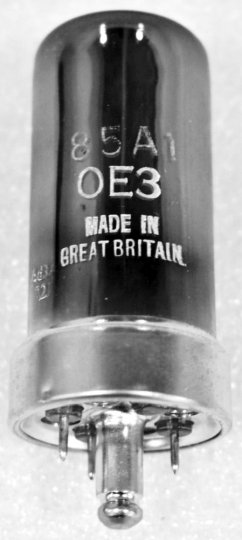 85A1
OE3
MADE IN
GREAT BRITAIN.